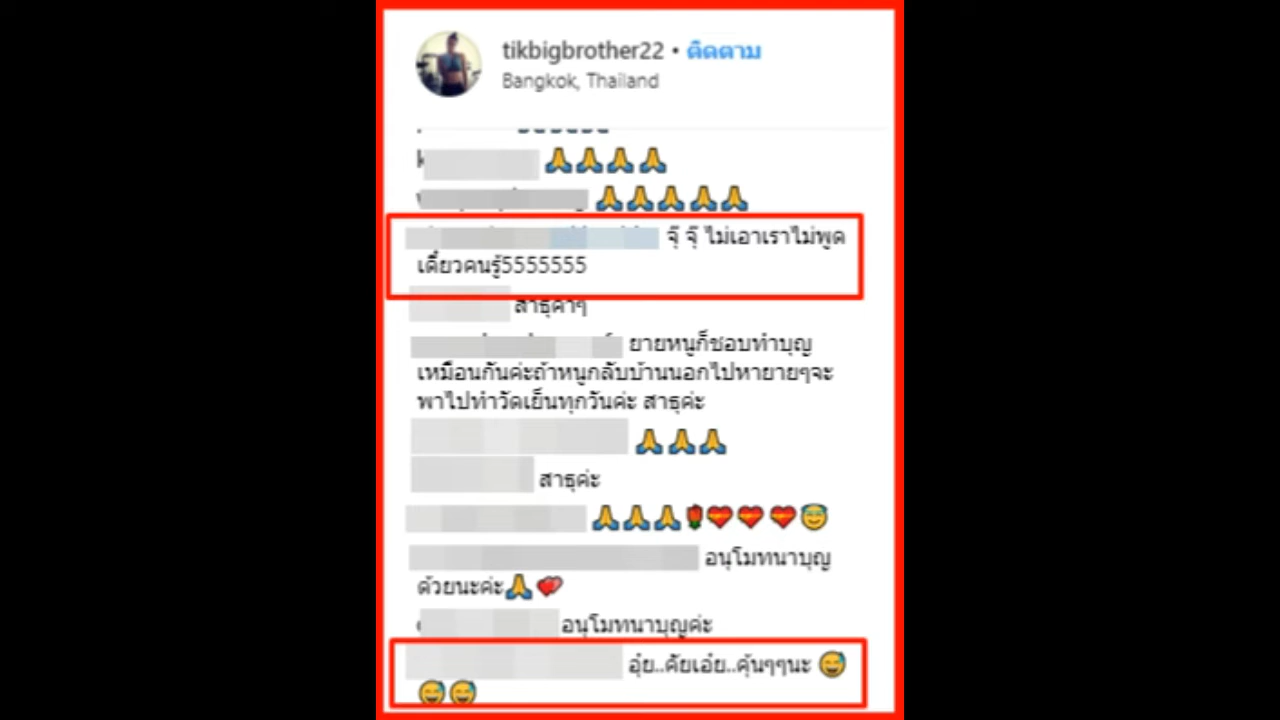 tikbigbrother22 • ติดตาม
Bangkok, Thailand
🙏🙏🙏🙏
🙏🙏🙏🙏🙏
จุ๊ จุ๊ ไม่เอาเราไม่พูด
เดี๋ยวคนรู้5555555
สาธุค่าๆ
ยายหนูก็ชอบทำบุญ
เหมือนกันค่ะถ้าหนูกลับบ้านนอกไปหายายๆจะ
พาไปทำวัดเย็นทุกวันค่ะ สาธุค่ะ
🙏🙏🙏
สาธุค่ะ
🙏🙏🙏🌹💝💝💝😇
อนุโมทนาบุญ
ด้วยนะค่ะ🙏💕
อนุโมทนาบุญค่ะ
อุ๋ย..คัยเอ๋ย..คุ้นๆๆนะ 😅
😅😅